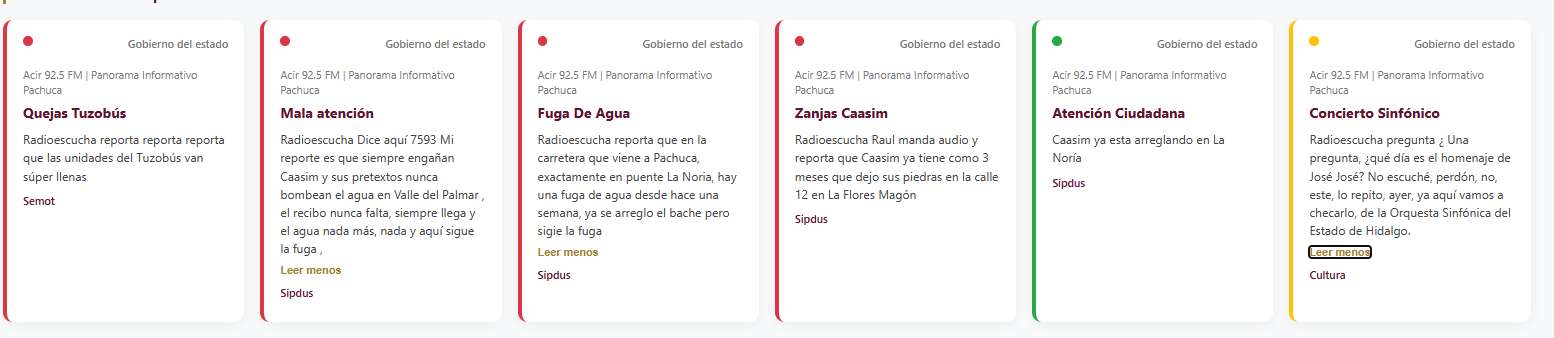 Gobierno del estado
Acir 92.5 FM | Panorama Informativo
Pachuca
Quejas Tuzobús
Radioescucha reporta reporta reporta
que las unidades del Tuzobús van
súper llenas
Semot
Gobierno del estado
Acir 92.5 FM | Panorama Informativo
Pachuca
Mala atención
Radioescucha Dice aquí 7593 Mi
reporte es que siempre engañan
Caasim y sus pretextos nunca
bombean el agua en Valle del Palmar ,
el recibo nunca falta, siempre llega y
el agua nada más, nada y aquí sigue
la fuga ,
Leer menos
Sipdus
Gobierno del estado
Acir 92.5 FM | Panorama Informativo
Pachuca
Fuga De Agua
Radioescucha reporta que en la
carretera que viene a Pachuca,
exactamente en puente La Noria, hay
una fuga de agua desde hace una
semana, ya se arreglo el bache pero
sigie la fuga
Leer menos
Sipdus
Gobierno del estado
Acir 92.5 FM | Panorama Informativo
Pachuca
Zanjas Caasim
Radioescucha Raul manda audio y
reporta que Caasim ya tiene como 3
meses que dejo sus piedras en la calle
12 en La Flores Magón
Sipdus
Gobierno del estado
Acir 92.5 FM | Panorama Informativo
Pachuca
Atención Ciudadana
Caasim ya esta arreglando en La
Noría
Sipdus
Gobierno del estado
Acir 92.5 FM | Panorama Informativo
Pachuca
Concierto Sinfónico
Radioescucha pregunta ¿ Una
pregunta, ¿qué día es el homenaje de
José José? No escuché, perdón, no,
este, lo repito, ayer, ya aquí vamos a
checarlo, de la Orquesta Sinfónica del
Estado de Hidalgo.
Leer menos
Cultura